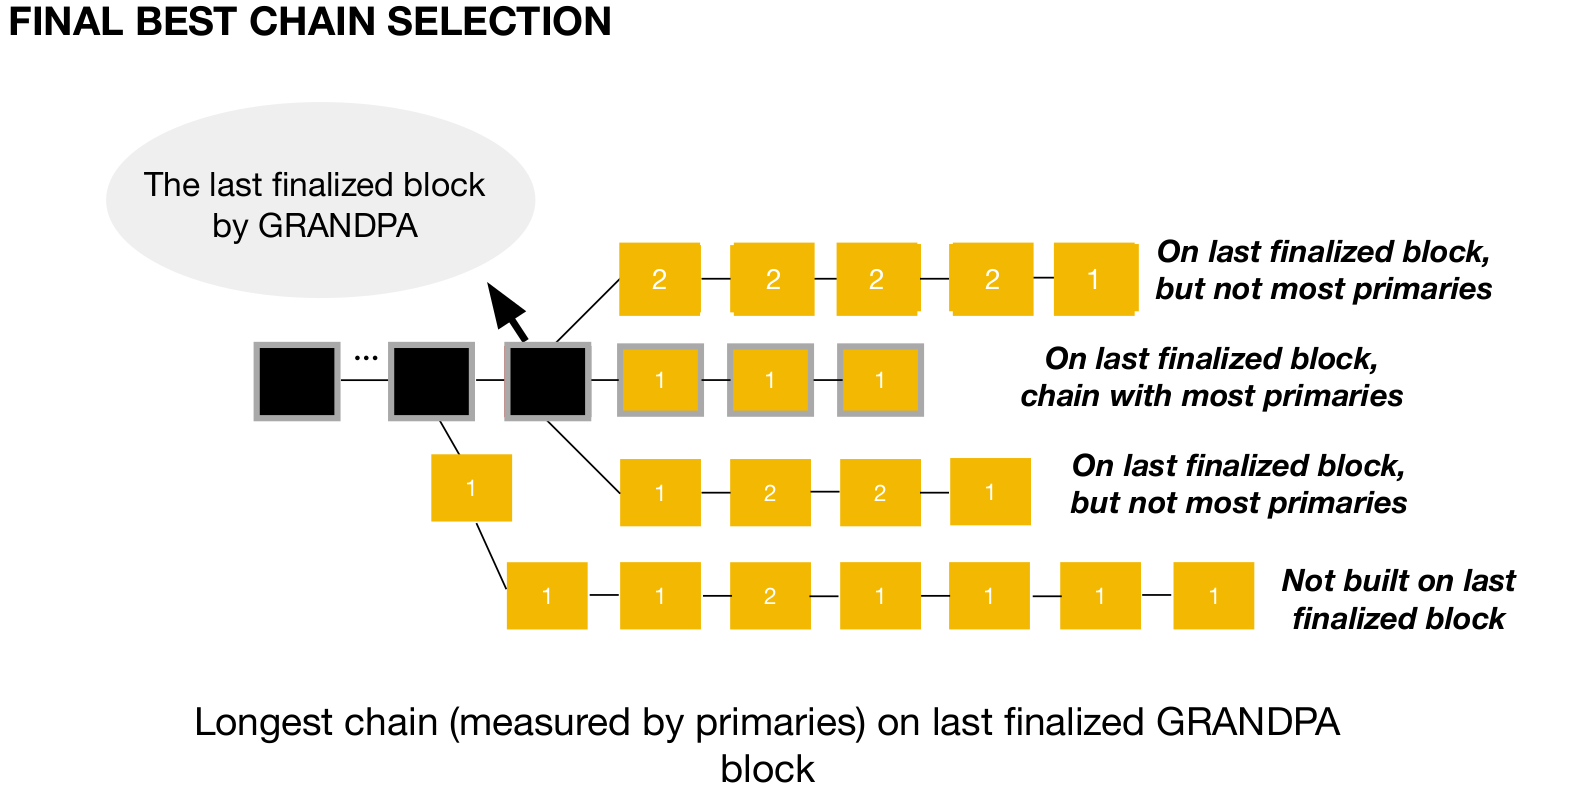 FINAL BEST CHAIN SELECTION
The last finalized block
by GRANDPA
2 2 2 2 1
On last finalized block,
but not most primaries
...
1 1 1
On last finalized block,
chain with most primaries
1
1 2 2 1
On last finalized block,
but not most primaries
1 1 2 1 1 1 1
Not built on last
finalized block
Longest chain (measured by primaries) on last finalized GRANDPA
block